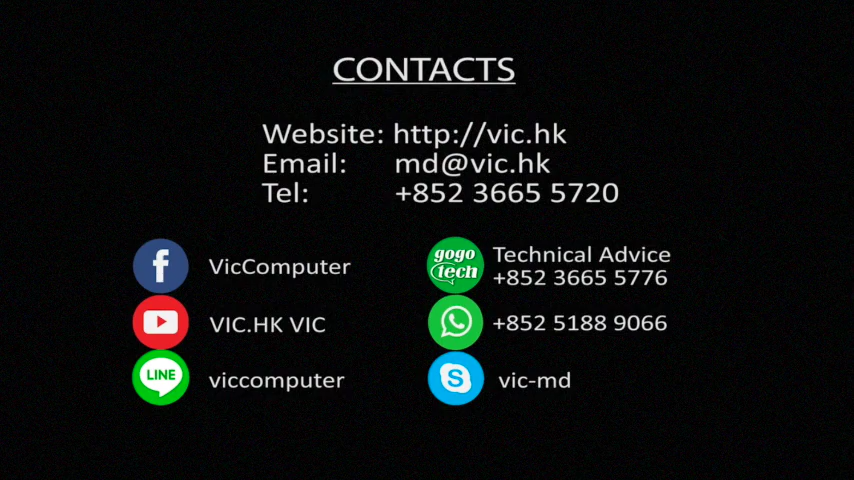 CONTACTS
Website: http://vic.hk
Email: md@vic.hk
Tel: +852 3665 5720
f VicComputer
VIC.HK VIC
LINE viccomputer
gogo
tech
Technical Advice
+852 3665 5776
+852 5188 9066
S vic-md